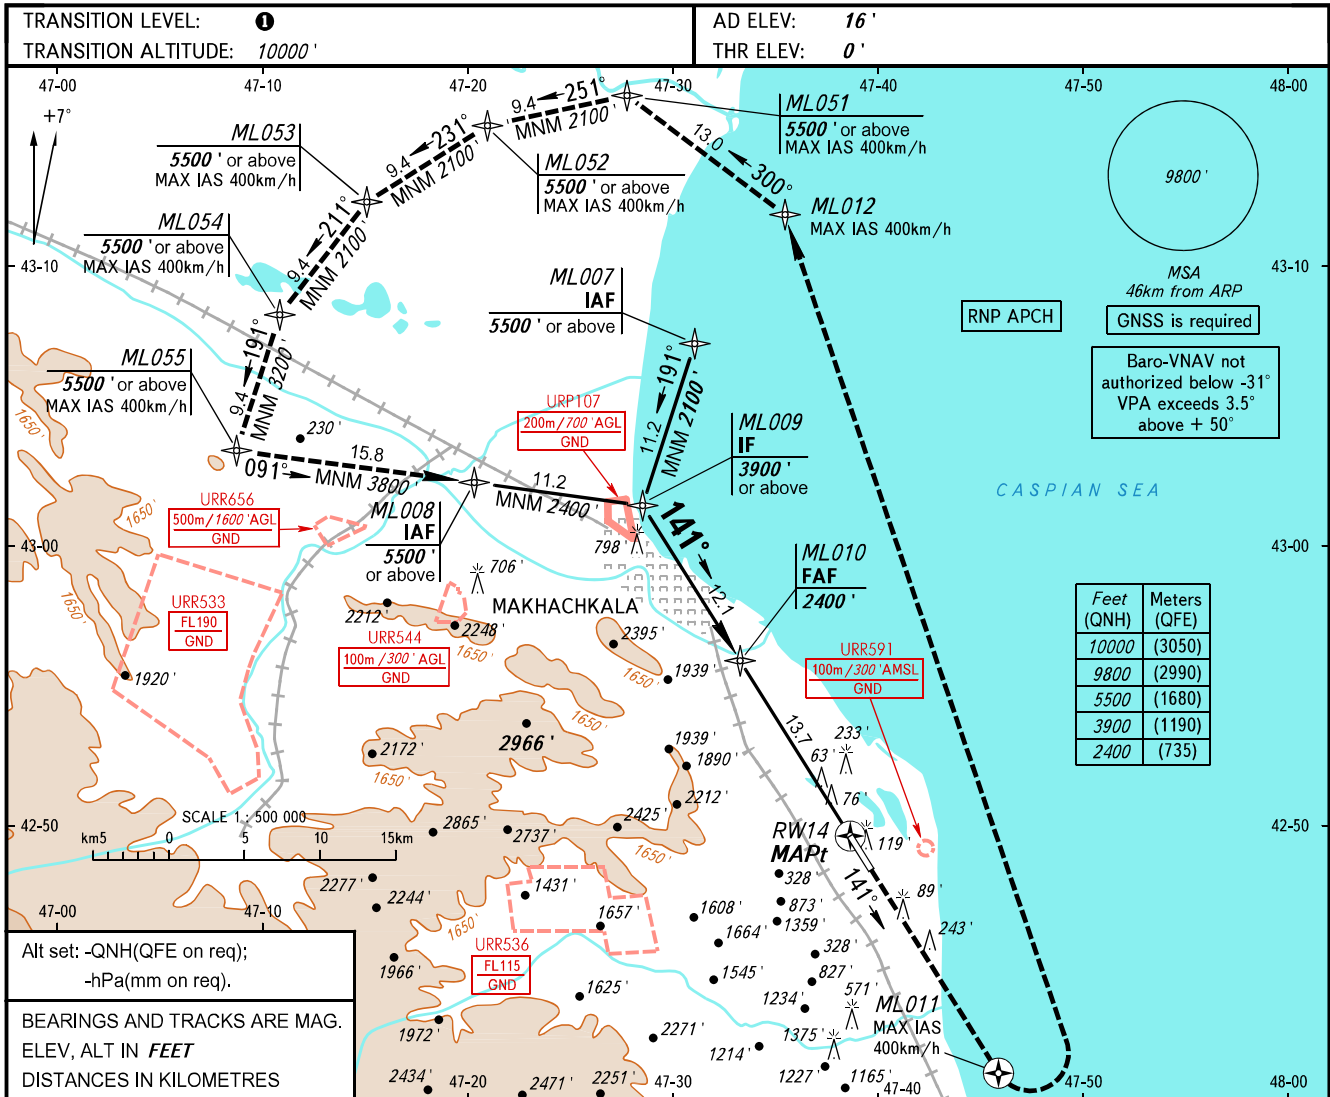 TRANSITION LEVEL: 1
TRANSITION ALTITUDE: 10000 '
AD ELEV: 16 '
THR ELEV: 0 '
47-00
47-10
47-20
47-30
47-40
47-50
48-00
+7°
ML053
5500 ' or above
MAX IAS 400km/h
9.4
251°
MNM 2100 '
9.4
231°
MNM 2100 '
ML052
5500 ' or above
MAX IAS 400km/h
ML051
5500 ' or above
MAX IAS 400km/h
13.0
300°
ML012
MAX IAS 400km/h
9800 '
MSA
46km from ARP
ML054
5500 ' or above
MAX IAS 400km/h
211°
9.4
MNM 2100 '
43-10
43-10
ML007
IAF
5500 ' or above
RNP APCH
GNSS is required
Baro-VNAV not
authorized below -31°
VPA exceeds 3.5°
above + 50°
ML055
5500 ' or above
MAX IAS 400km/h
191°
9.4
MNM 3200 '
1650 '
230 '
URP107
200m/700 'AGL
GND
191°
11.2
MNM 2100 '
ML009
IF
3900 '
or above
091°
15.8
MNM 3800 '
11.2
MNM 2400 '
CASPIAN SEA
URR656
500m/1600 'AGL
GND
ML008
IAF
5500 '
or above
1650 '
798 '
141°
12.1
ML010
FAF
2400 '
43-00
43-00
706 '
MAKHACHKALA
1650 '
URR533
FL190
GND
2212 '
2248 '
1650 '
URR544
100m/300 ' AGL
GND
2395 '
1650 '
1939 '
URR591
100m/300 'AMSL
GND
Feet
(QNH)
Meters
(QFE)
10000 (3050)
9800 (2990)
5500 (1680)
3900 (1190)
2400 (735)
1920 '
1650 '
2966 '
13.7
233 '
63 '
76 '
2172 '
1650 '
1939 '
1890 '
2212 '
SCALE 1 : 500 000
km5 0 5 10 15km
42-50
42-50
2865 '
2737 '
2425 '
1650 '
RW14
MAPt
119 '
141°
2277 '
2244 '
1431 '
1657 '
328 '
873 '
1359 '
89 '
243 '
47-00
47-10
1650 '
1608 '
1664 '
328 '
URR536
FL115
GND
1966 '
1545 '
827 '
1234 '
571 '
ML011
MAX IAS
400km/h
1625 '
1972 '
2271 '
1375 '
1214 '
1227 '
1165 '
2434 '
47-20
2471 '
2251 '
47-30
47-40
47-50
48-00
Alt set: -QNH(QFE on req);
-hPa(mm on req).
BEARINGS AND TRACKS ARE MAG.
ELEV, ALT IN FEET
DISTANCES IN KILOMETRES